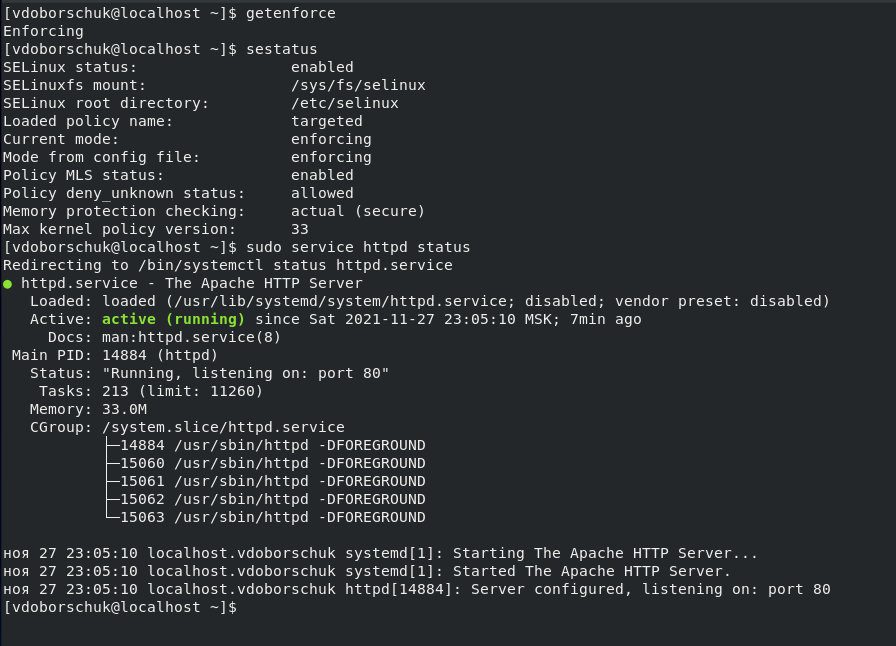 [vdoborschuk@localhost ~]$ getenforce
Enforcing
[vdoborschuk@localhost ~]$ sestatus
SELinux status:                 enabled
SELinuxfs mount:                /sys/fs/selinux
SELinux root directory:         /etc/selinux
Loaded policy name:             targeted
Current mode:                   enforcing
Mode from config file:          enforcing
Policy MLS status:              enabled
Policy deny_unknown status:     allowed
Memory protection checking:     actual (secure)
Max kernel policy version:      33
[vdoborschuk@localhost ~]$ sudo service httpd status
Redirecting to /bin/systemctl status httpd.service
● httpd.service - The Apache HTTP Server
   Loaded: loaded (/usr/lib/systemd/system/httpd.service; disabled; vendor preset: disabled)
   Active: active (running) since Sat 2021-11-27 23:05:10 MSK; 7min ago
     Docs: man:httpd.service(8)
 Main PID: 14884 (httpd)
   Status: "Running, listening on: port 80"
    Tasks: 213 (limit: 11260)
   Memory: 33.0M
   CGroup: /system.slice/httpd.service
           ├─14884 /usr/sbin/httpd -DFOREGROUND
           ├─15060 /usr/sbin/httpd -DFOREGROUND
           ├─15061 /usr/sbin/httpd -DFOREGROUND
           ├─15062 /usr/sbin/httpd -DFOREGROUND
           └─15063 /usr/sbin/httpd -DFOREGROUND

ноя 27 23:05:10 localhost.vdoborschuk systemd[1]: Starting The Apache HTTP Server...
ноя 27 23:05:10 localhost.vdoborschuk systemd[1]: Started The Apache HTTP Server.
ноя 27 23:05:10 localhost.vdoborschuk httpd[14884]: Server configured, listening on: port 80
[vdoborschuk@localhost ~]$